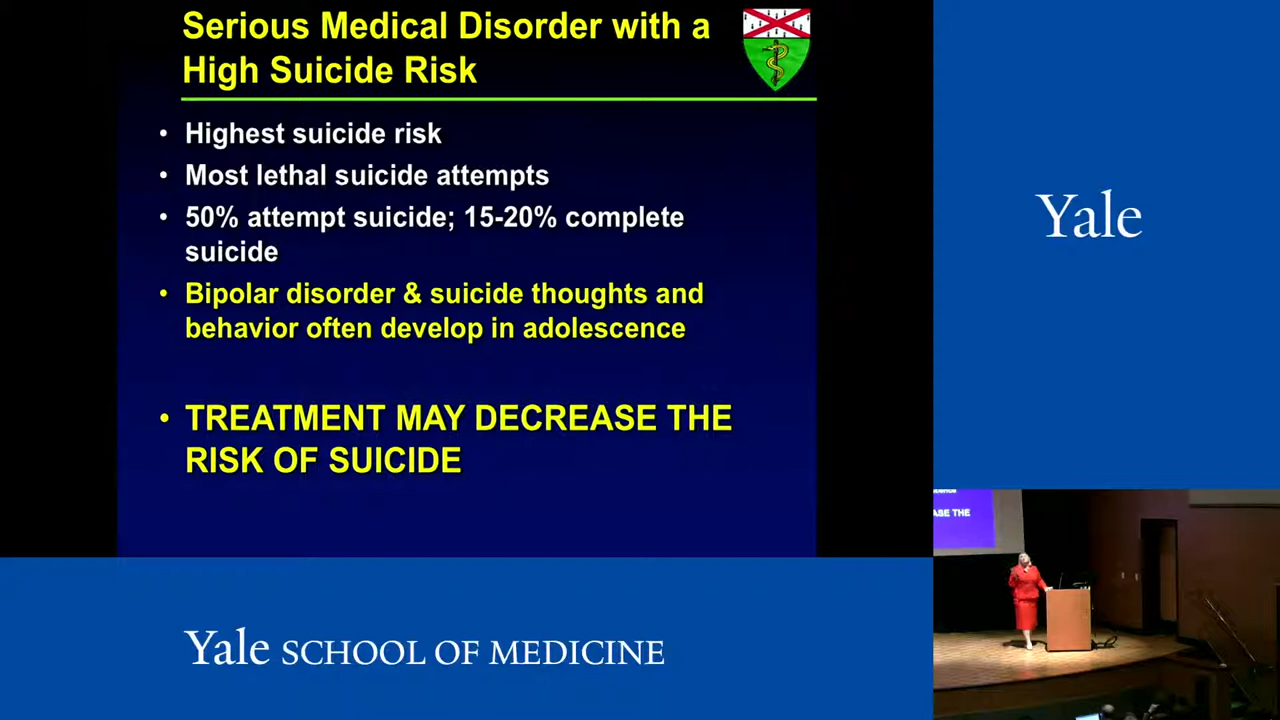 Serious Medical Disorder with a
High Suicide Risk
• Highest suicide risk
• Most lethal suicide attempts
• 50% attempt suicide; 15-20% complete
suicide
• Bipolar disorder & suicide thoughts and
behavior often develop in adolescence
• TREATMENT MAY DECREASE THE
RISK OF SUICIDE
Yale
ASE THE
Yale SCHOOL OF MEDICINE